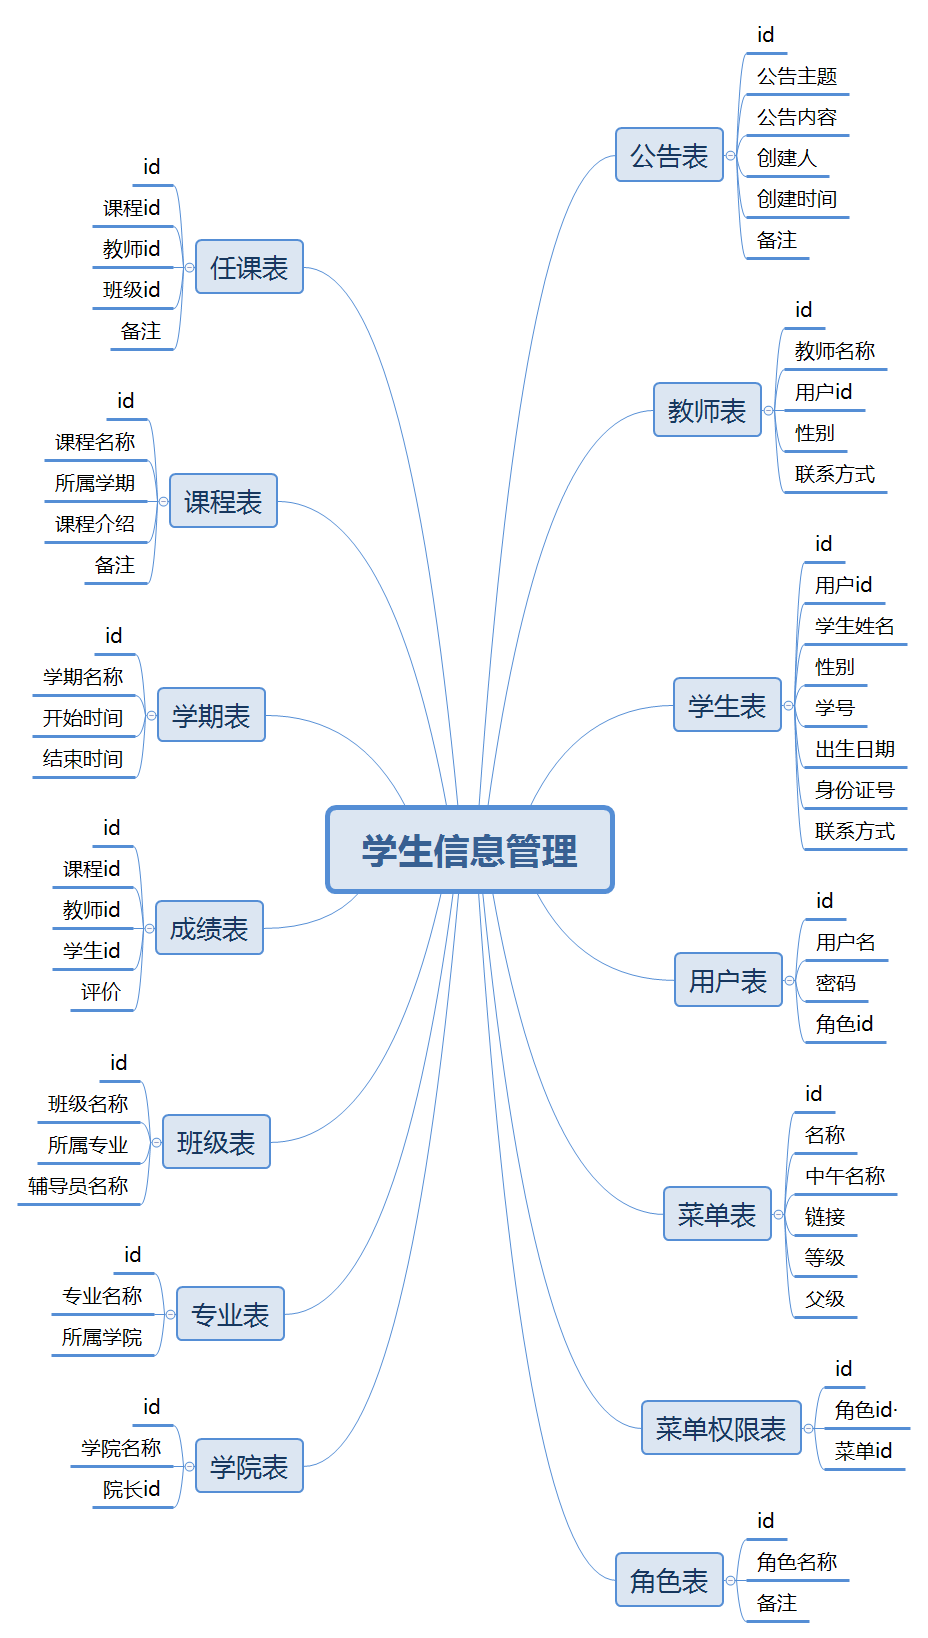 学生信息管理
公告表
id
公告主题
公告内容
创建人
创建时间
备注
教师表
id
教师名称
用户id
性别
联系方式
学生表
id
用户id
学生姓名
性别
学号
出生日期
身份证号
联系方式
用户表
id
用户名
密码
角色id
菜单表
id
名称
中午名称
链接
等级
父级
菜单权限表
id
角色id·
菜单id
角色表
id
角色名称
备注
任课表
id
课程id
教师id
班级id
备注
课程表
id
课程名称
所属学期
课程介绍
备注
学期表
id
学期名称
开始时间
结束时间
成绩表
id
课程id
教师id
学生id
评价
班级表
id
班级名称
所属专业
辅导员名称
专业表
id
专业名称
所属学院
学院表
id
学院名称
院长id